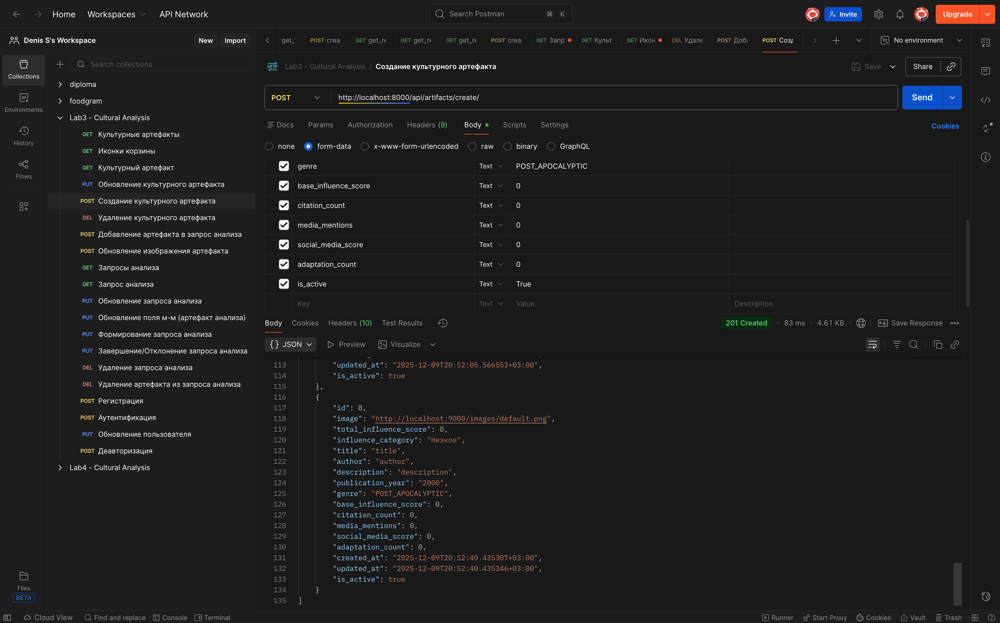 Home Workspaces API Network Search Postman ⌘ K Invite Upgrade
Denis S's Workspace New Import
get_ POST crea GET get_re GET get_re GET get_re POST crea GET Запр GET Культ GET Икон DEL Удале POST Доба POST Созд No environment
Collections
Environments
History
Flows
Files
BETA
Search collections
diploma
foodgram
Lab3 - Cultural Analysis
GET Культурные артефакты
GET Иконки корзины
GET Культурный артефакт
PUT Обновление культурного артефакта
POST Создание культурного артефакта
DEL Удаление культурного артефакта
POST Добавление артефакта в запрос анализа
POST Обновление изображения артефакта
GET Запросы анализа
GET Запрос анализа
PUT Обновление запроса анализа
PUT Обновление поля м-м (артефакт анализа)
PUT Формирование запроса анализа
PUT Завершение/Отклонение запроса анализа
DEL Удаление запроса анализа
DEL Удаление артефакта из запроса анализа
POST Регистрация
POST Аутентификация
PUT Обновление пользователя
POST Деавторизация
Lab4 - Cultural Analysis
HTTP Lab3 - Cultural Analysis / Создание культурного артефакта Save Share
POST http://localhost:8000/api/artifacts/create/ Send
Docs Params Authorization Headers (9) Body Scripts Settings Cookies
none form-data x-www-form-urlencoded raw binary GraphQL
genre Text POST_APOCALYPTIC
base_influence_score Text 0
citation_count Text 0
media_mentions Text 0
social_media_score Text 0
adaptation_count Text 0
is_active Text True
Key Text Value Description
Body Cookies Headers (10) Test Results 201 Created 83 ms 4.61 KB e.g. Save Response
{} JSON Preview Visualize
113 "updated_at": "2025-12-09T20:52:05.566553+03:00",
114 "is_active": true
115 },
116 {
117 "id": 8,
118 "image": "http://localhost:9000/images/default.png",
119 "total_influence_score": 0,
120 "influence_category": "Низкое",
121 "title": "title",
122 "author": "author",
123 "description": "description",
124 "publication_year": "2000",
125 "genre": "POST_APOCALYPTIC",
126 "base_influence_score": 0,
127 "citation_count": 0,
128 "media_mentions": 0,
129 "social_media_score": 0,
130 "adaptation_count": 0,
131 "created_at": "2025-12-09T20:52:40.435307+03:00",
132 "updated_at": "2025-12-09T20:52:40.435346+03:00",
133 "is_active": true
134 }
135 ]
Cloud View Find and replace Console Terminal Runner Start Proxy Cookies Vault Trash